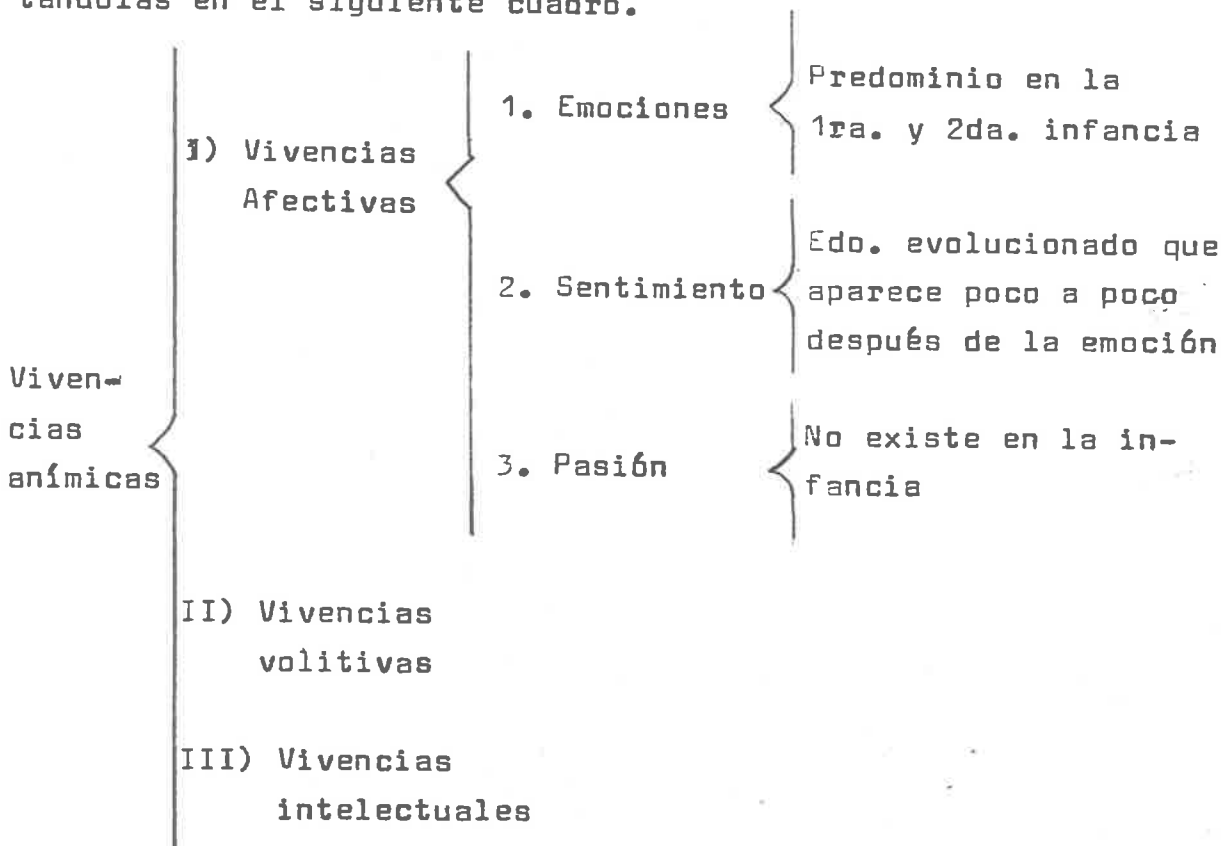 tándolas en el siguiente cuadro.
Viven-
cias
anímicas
I) Vivencias
Afectivas
1. Emociones
Predominio en la
1ra. y 2da. infancia
2. Sentimiento
Edo. evolucionado que
aparece poco a poco
después de la emoción
3. Pasión
No existe en la in-
fancia
II) Vivencias
volitivas
III) Vivencias
intelectuales